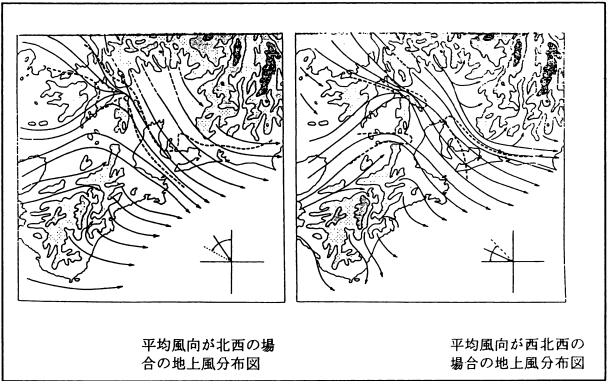 平均風向が北西の場
合の地上風分布図
平均風向が西北西の
場合の地上風分布図